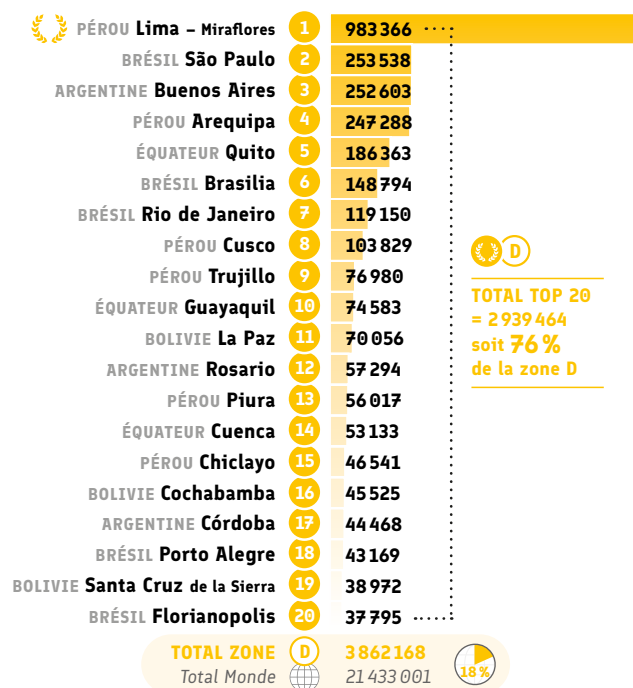 PÉROU Lima – Miraflores 1 983 366
BRÉSIL São Paulo 2 253 538
ARGENTINE Buenos Aires 3 252 603
PÉROU Arequipa 4 247 288
ÉQUATEUR Quito 5 186 363
BRÉSIL Brasilia 6 148 794
BRÉSIL Rio de Janeiro 7 119 150
PÉROU Cusco 8 103 829
PÉROU Trujillo 9 76 980
ÉQUATEUR Guayaquil 10 74 583
BOLIVIE La Paz 11 70 056
ARGENTINE Rosario 12 57 294
PÉROU Piura 13 56 017
ÉQUATEUR Cuenca 14 53 133
PÉROU Chiclayo 15 46 541
BOLIVIE Cochabamba 16 45 525
ARGENTINE Córdoba 17 44 468
BRÉSIL Porto Alegre 18 43 169
BOLIVIE Santa Cruz de la Sierra 19 38 972
BRÉSIL Florianopolis 20 37 795
D
TOTAL TOP 20
= 2 939 464
soit 76 %
de la zone D
TOTAL ZONE D 3 862 168
Total Monde 21 433 001
18 %